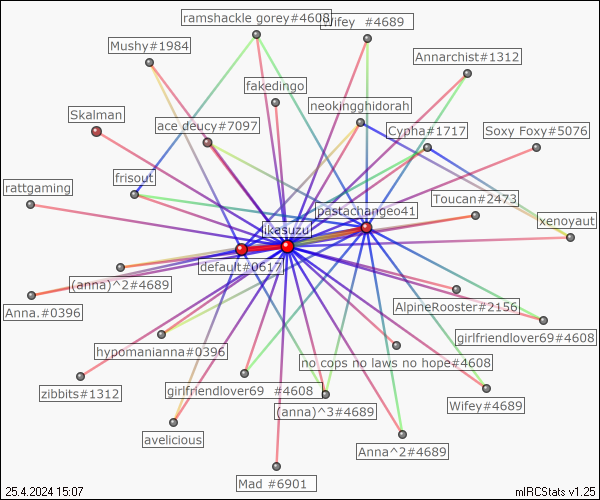 ramshackle gorey#4608
Wifey  #4689
Mushy#1984
Annarchist#1312
fakedingo
neokingghidorah
Skalman
ace deucy#7097
Cypha#1717
Soxy Foxy#5076
frisout
rattgaming
Toucan#2473
pastachangeo41
ikesuzu
xenoyaut
default#0617
(anna)^2#4689
Anna.#0396
AlpineRooster#2156
girlfriendlover69#4608
hypomanianna#0396
no cops no laws no hope#4608
zibbits#1312
girlfriendlover69  #4608
(anna)^3#4689
Wifey#4689
avelicious
Anna^2#4689
Mad #6901
25.4.2024 15:07
mIRCStats v1.25